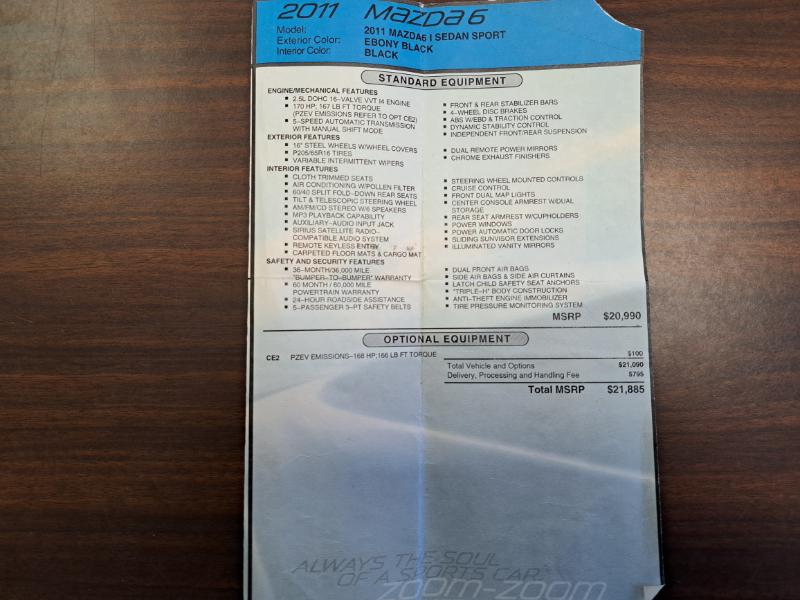 2011 Mazda6
Model: 2011 MAZDA6 I SEDAN SPORT
Exterior Color: EBONY BLACK
Interior Color: BLACK
STANDARD EQUIPMENT
ENGINE/MECHANICAL FEATURES
2.5L DOHC 16-VALVE VVT I4 ENGINE
170 HP; 167 LB FT TORQUE
(PZEV EMISSIONS REFER TO OPT CE2)
5-SPEED AUTOMATIC TRANSMISSION
WITH MANUAL SHIFT MODE
FRONT & REAR STABILIZER BARS
4-WHEEL DISC BRAKES
ABS W/EBD & TRACTION CONTROL
DYNAMIC STABILITY CONTROL
INDEPENDENT FRONT/REAR SUSPENSION
EXTERIOR FEATURES
16" STEEL WHEELS W/WHEEL COVERS
P205/65R16 TIRES
VARIABLE INTERMITTENT WIPERS
DUAL REMOTE POWER MIRRORS
CHROME EXHAUST FINISHERS
INTERIOR FEATURES
CLOTH TRIMMED SEATS
AIR CONDITIONING W/POLLEN FILTER
60/40 SPLIT FOLD-DOWN REAR SEATS
TILT & TELESCOPIC STEERING WHEEL
AM/FM/CD STEREO W/6 SPEAKERS
MP3 PLAYBACK CAPABILITY
AUXILIARY-AUDIO INPUT JACK
SIRIUS SATELLITE RADIO-
COMPATIBLE AUDIO SYSTEM
REMOTE KEYLESS ENTRY
CARPETED FLOOR MATS & CARGO MAT
STEERING WHEEL MOUNTED CONTROLS
CRUISE CONTROL
FRONT DUAL MAP LIGHTS
CENTER CONSOLE ARMREST W/DUAL
STORAGE
REAR SEAT ARMREST W/CUPHOLDERS
POWER WINDOWS
POWER AUTOMATIC DOOR LOCKS
SLIDING SUNVISOR EXTENSIONS
ILLUMINATED VANITY MIRRORS
SAFETY AND SECURITY FEATURES
36-MONTH/36,000 MILE
"BUMPER-TO-BUMPER" WARRANTY
60 MONTH / 60,000 MILE
POWERTRAIN WARRANTY
24-HOUR ROADSIDE ASSISTANCE
5-PASSENGER 3-PT SAFETY BELTS
DUAL FRONT AIR BAGS
SIDE AIR BAGS & SIDE AIR CURTAINS
LATCH CHILD SAFETY SEAT ANCHORS
"TRIPLE-H" BODY CONSTRUCTION
ANTI-THEFT ENGINE IMMOBILIZER
TIRE PRESSURE MONITORING SYSTEM
MSRP $20,990
OPTIONAL EQUIPMENT
CE2 PZEV EMISSIONS-168 HP;166 LB FT TORQUE $100
Total Vehicle and Options $21,090
Delivery, Processing and Handling Fee $795
Total MSRP $21,885
ALWAYS THE SOUL
OF A SPORTS CAR.
zoom-zoom